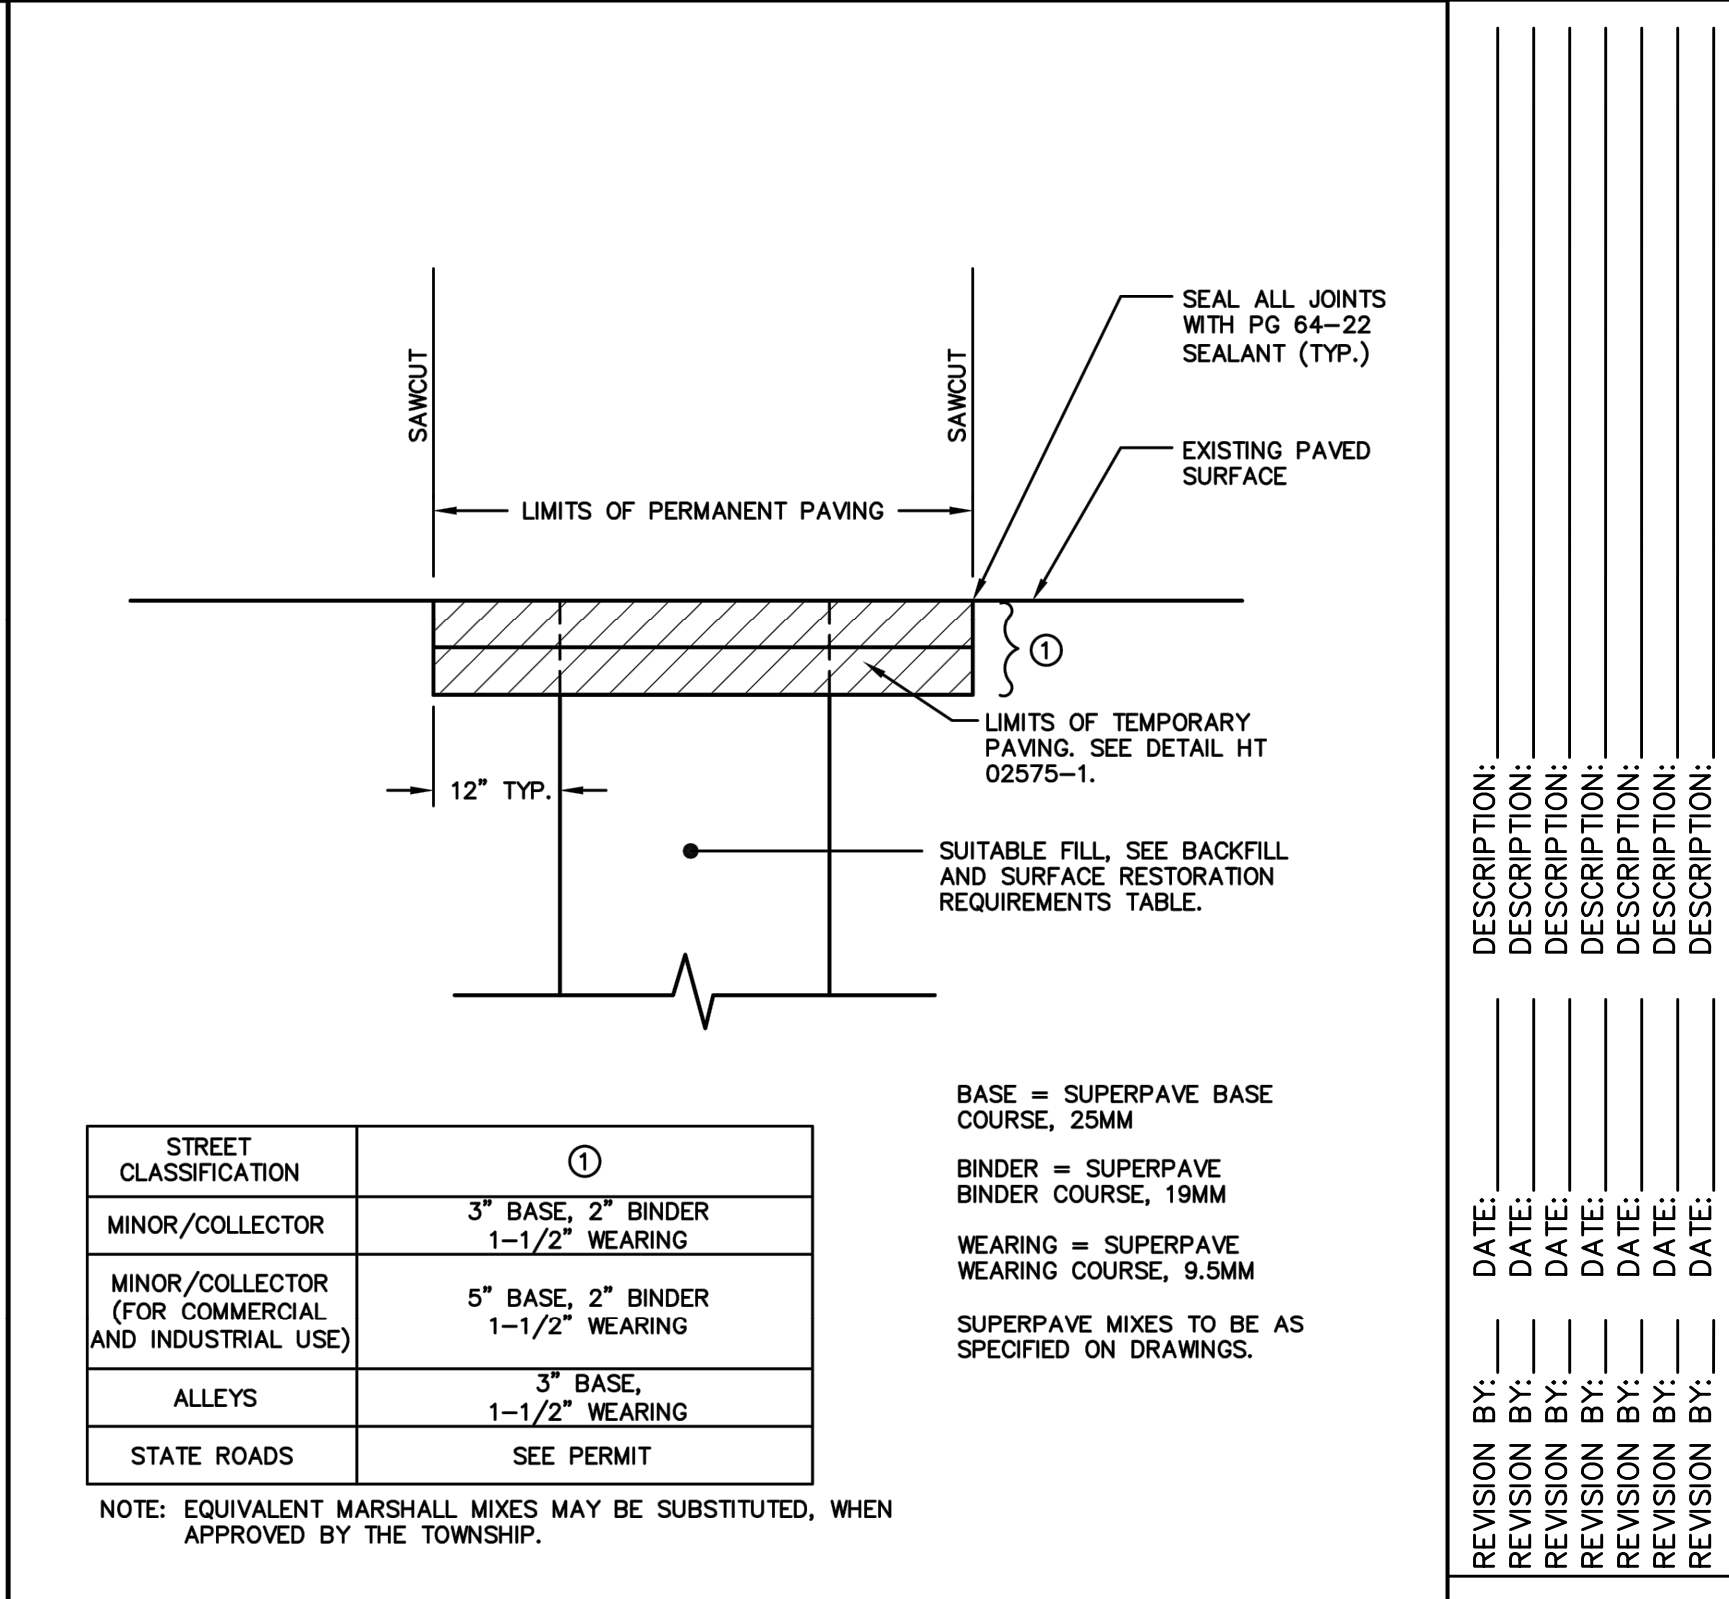 SAWCUT
SAWCUT
SEAL ALL JOINTS
WITH PG 64-22
SEALANT (TYP.)
EXISTING PAVED
SURFACE
LIMITS OF PERMANENT PAVING
1
LIMITS OF TEMPORARY
PAVING. SEE DETAIL HT
02575-1.
12" TYP.
SUITABLE FILL, SEE BACKFILL
AND SURFACE RESTORATION
REQUIREMENTS TABLE.
STREET
CLASSIFICATION
1
MINOR/COLLECTOR
3" BASE, 2" BINDER
1-1/2" WEARING
MINOR/COLLECTOR
(FOR COMMERCIAL
AND INDUSTRIAL USE)
5" BASE, 2" BINDER
1-1/2" WEARING
ALLEYS
3" BASE,
1-1/2" WEARING
STATE ROADS
SEE PERMIT
NOTE: EQUIVALENT MARSHALL MIXES MAY BE SUBSTITUTED, WHEN
APPROVED BY THE TOWNSHIP.
BASE = SUPERPAVE BASE
COURSE, 25MM
BINDER = SUPERPAVE
BINDER COURSE, 19MM
WEARING = SUPERPAVE
WEARING COURSE, 9.5MM
SUPERPAVE MIXES TO BE AS
SPECIFIED ON DRAWINGS.
REVISION BY: DATE: DESCRIPTION:
REVISION BY: DATE: DESCRIPTION:
REVISION BY: DATE: DESCRIPTION:
REVISION BY: DATE: DESCRIPTION:
REVISION BY: DATE: DESCRIPTION:
REVISION BY: DATE: DESCRIPTION:
REVISION BY: DATE: DESCRIPTION: